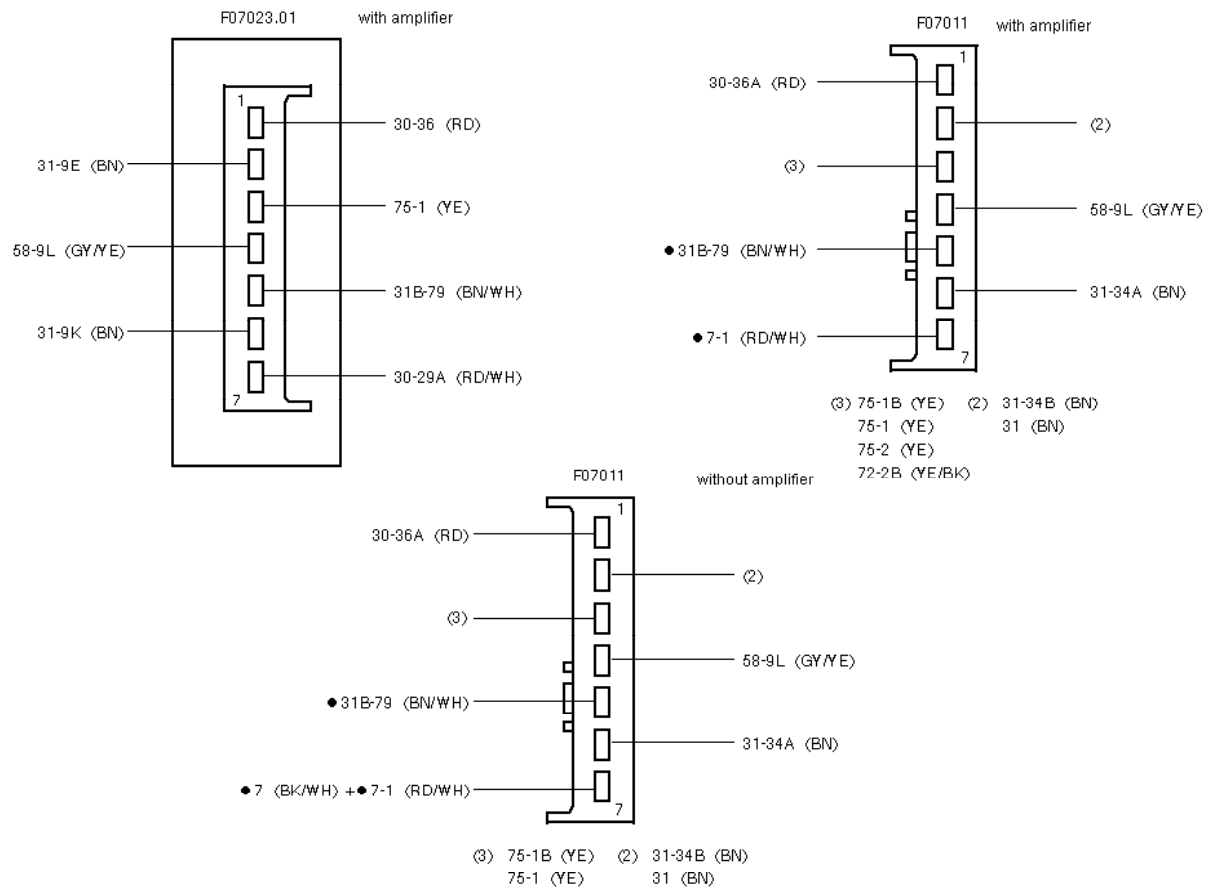 F07023.01 with amplifier
1
30-36 (RD)
31-9E (BN)
75-1 (YE)
58-9L (GY/YE)
31B-79 (BN/WH)
31-9K (BN)
30-29A (RD/WH)
7
F07011 with amplifier
1
30-36A (RD)
(2)
(3)
58-9L (GY/YE)
● 31B-79 (BN/WH)
31-34A (BN)
● 7-1 (RD/WH)
7
(3) 75-1B (YE) (2) 31-34B (BN)
75-1 (YE) 31 (BN)
75-2 (YE)
72-2B (YE/BK)
F07011 without amplifier
1
30-36A (RD)
(2)
(3)
58-9L (GY/YE)
● 31B-79 (BN/WH)
31-34A (BN)
● 7 (BK/WH) +● 7-1 (RD/WH)
7
(3) 75-1B (YE) (2) 31-34B (BN)
75-1 (YE) 31 (BN)